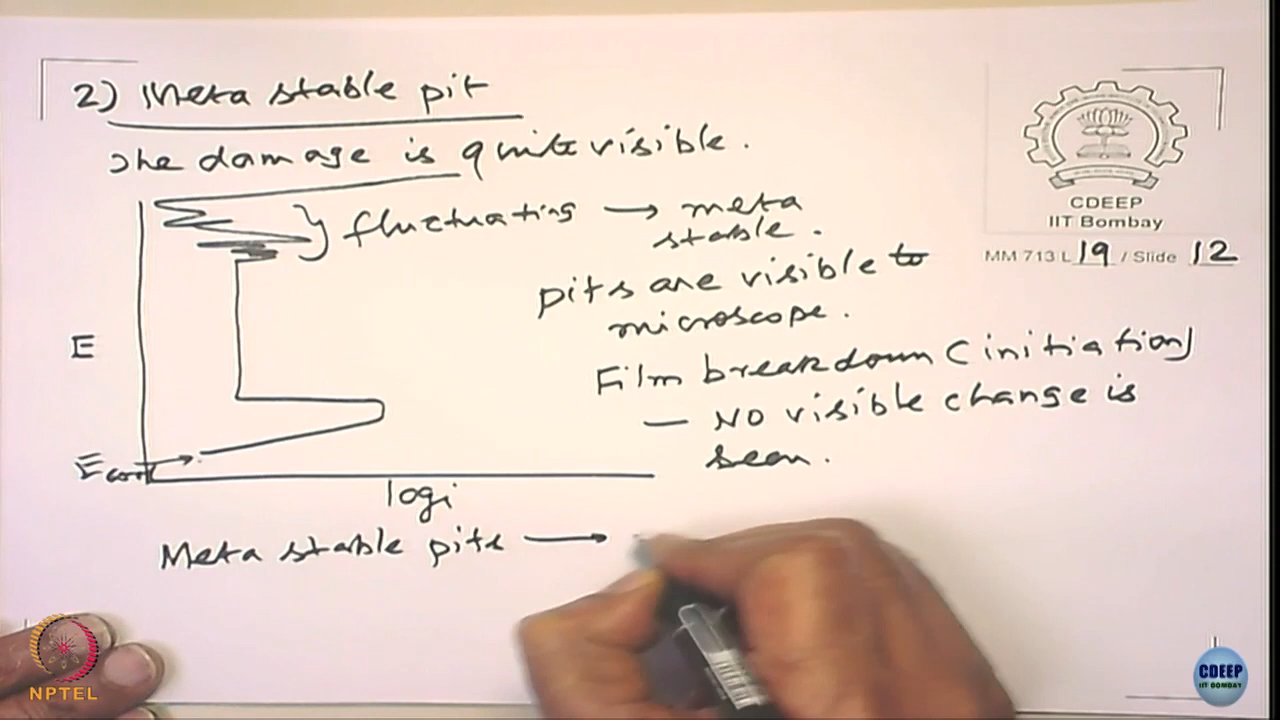 2) Meta stable pit
The damage is quite visible.
} fluctuating → meta stable.
pits are visible to
microscope.
Film breakdown (initiation)
— NO visible change is
seen.
E
Ecorr
log i
Meta stable pits →
CDEEP
IIT Bombay
MM 713 L 19 / Slide 12
NPTEL
CDEEP
IIT BOMBAY